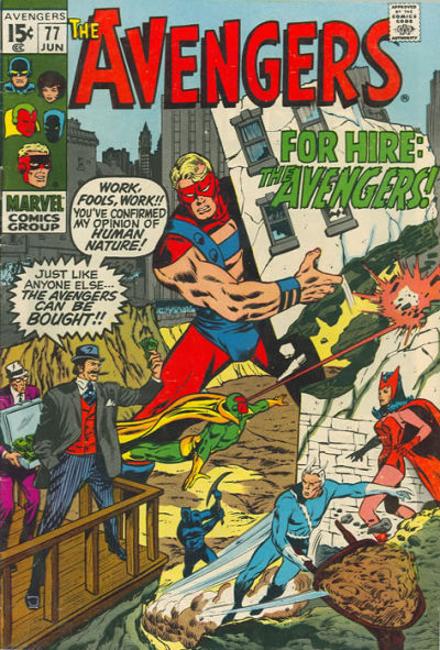 AVENGERS
15¢
77
JUN
CC
THE
AVENGERS
APPROVED
BY THE
COMICS
CODE
AUTHORITY
FOR HIRE:
THE AVENGERS!
MARVEL
COMICS
GROUP
WORK,
FOOLS, WORK!!
YOU'VE CONFIRMED
MY OPINION OF
HUMAN
NATURE!
JUST LIKE
ANYONE ELSE...
THE AVENGERS
CAN BE
BOUGHT!!